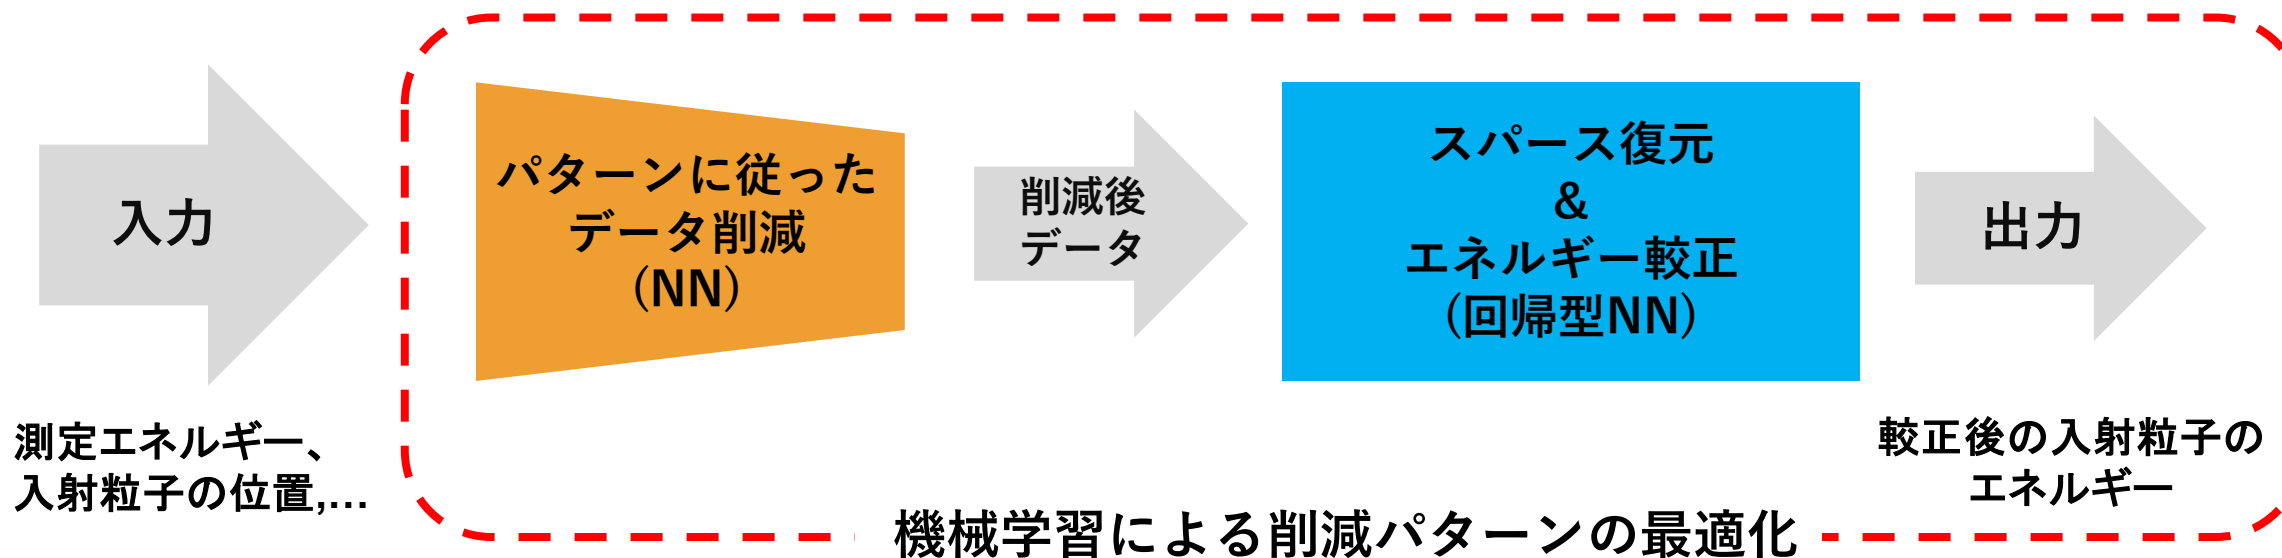 入力
測定エネルギー、
入射粒子の位置,…
パターンに従った
データ削減
(NN)
削減後
データ
スパース復元
&
エネルギー較正
(回帰型NN)
出力
較正後の入射粒子の
エネルギー
機械学習による削減パターンの最適化